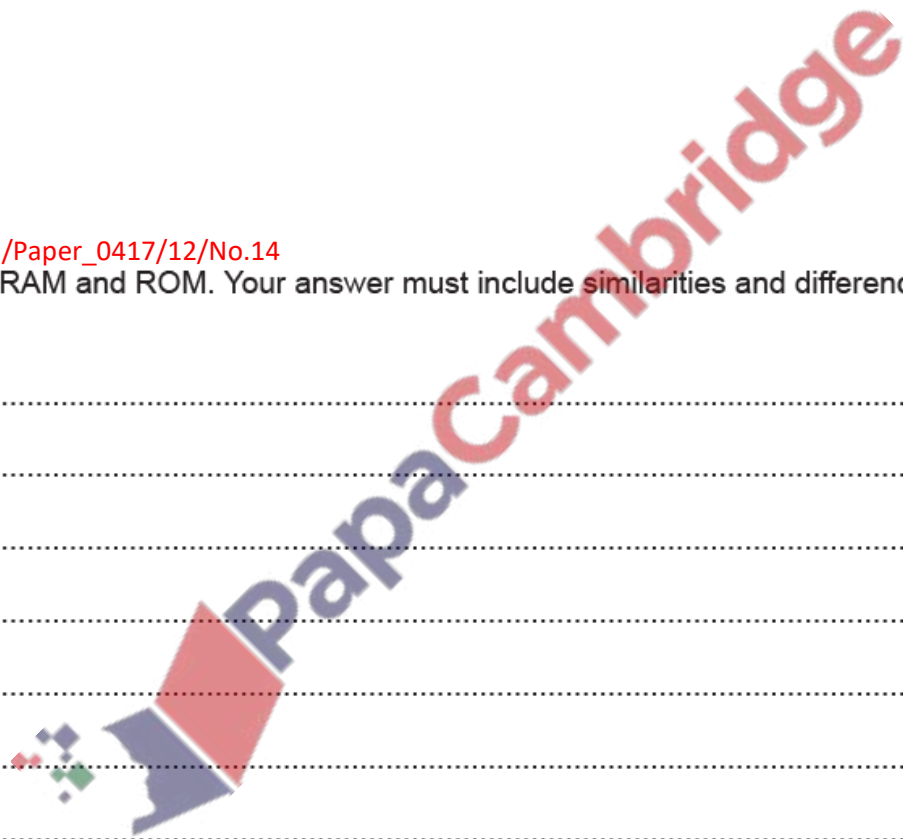 /Paper_0417/12/No.14
RAM and ROM. Your answer must include similarities and differenc
PapaCambridge